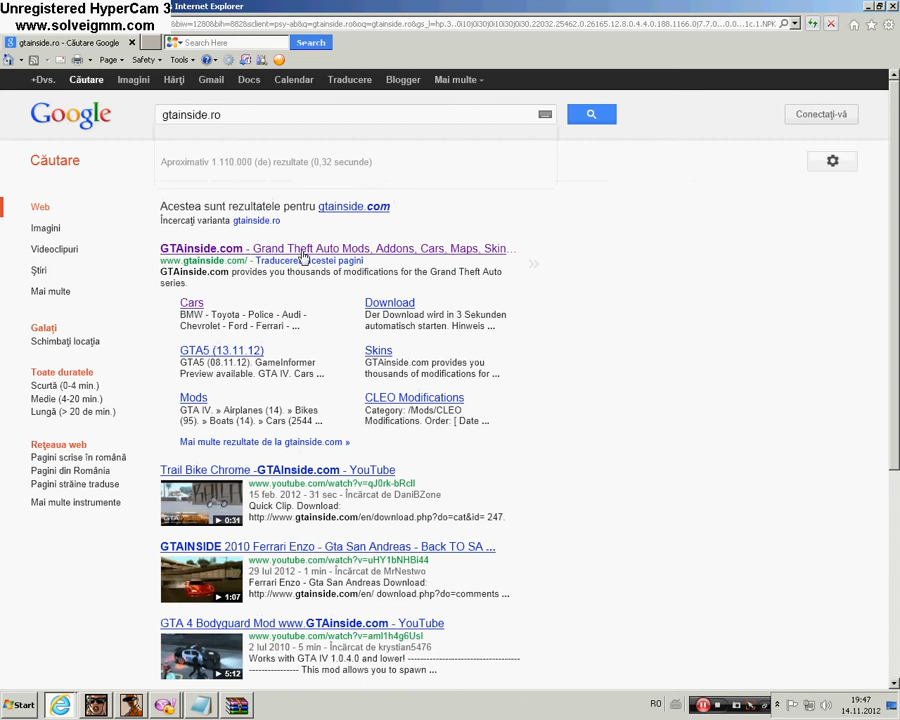 Unregistered HyperCam 3
www.solveigmm.com
Internet Explorer
gtainside.ro - Căutare Google
Search Here
Search
Page
Safety
Tools
+Dvs.
Căutare
Imagini
Hărți
Gmail
Docs
Calendar
Traducere
Blogger
Mai multe
Google
gtainside.ro
Conectați-vă
Căutare
Aproximativ 1.110.000 (de) rezultate (0,32 secunde)
Web
Imagini
Videoclipuri
Știri
Mai multe
Galați
Schimbați locația
Toate duratele
Scurtă (0-4 min.)
Medie (4-20 min.)
Lungă (> 20 de min.)
Rețeaua web
Pagini scrise în română
Pagini din România
Pagini străine traduse
Mai multe instrumente
Acestea sunt rezultatele pentru gtainside.com
Încercați varianta gtainside.ro
GTAinside.com - Grand Theft Auto Mods, Addons, Cars, Maps, Skin...
www.gtainside.com/ - Traducerea acestei pagini
GTAinside.com provides you thousands of modifications for the Grand Theft Auto
series.
Cars
BMW - Toyota - Police - Audi -
Chevrolet - Ford - Ferrari - ...
Download
Der Download wird in 3 Sekunden
automatisch starten. Hinweis ...
GTA5 (13.11.12)
GTA5 (08.11.12). GameInformer
Preview available. GTA IV. Cars ...
Skins
GTAinside.com provides you
thousands of modifications for ...
Mods
GTA IV. » Airplanes (14). » Bikes
(95). » Boats (14). » Cars (2544 ...
CLEO Modifications
Category: /Mods/CLEO
Modifications. Order: [ Date ...
Mai multe rezultate de la gtainside.com »
Trail Bike Chrome -GTAInside.com - YouTube
www.youtube.com/watch?v=qJ0rk-bRclI
15 feb. 2012 - 31 sec - Încărcat de DaniBZone
Quick Clip. Download:
http://www.gtainside.com/en/download.php?do=cat&id= 247.
0:31
GTAINSIDE 2010 Ferrari Enzo - Gta San Andreas - Back TO SA ...
www.youtube.com/watch?v=uHY1bNHBi44
29 Iul 2012 - 1 min - Încărcat de MrNestwo
Ferrari Enzo - Gta San Andreas Download:
http://www.gtainside.com/en/ download.php?do=comments ...
1:07
GTA 4 Bodyguard Mod www.GTAinside.com - YouTube
www.youtube.com/watch?v=amI1h4g6UsI
2 Iul 2010 - 5 min - Încărcat de krystian5476
Works with GTA IV 1.0.4.0 and lower! ------------------------------
----------------- This mod allows you to spawn ...
5:12
Start
RO
19:47
14.11.2012